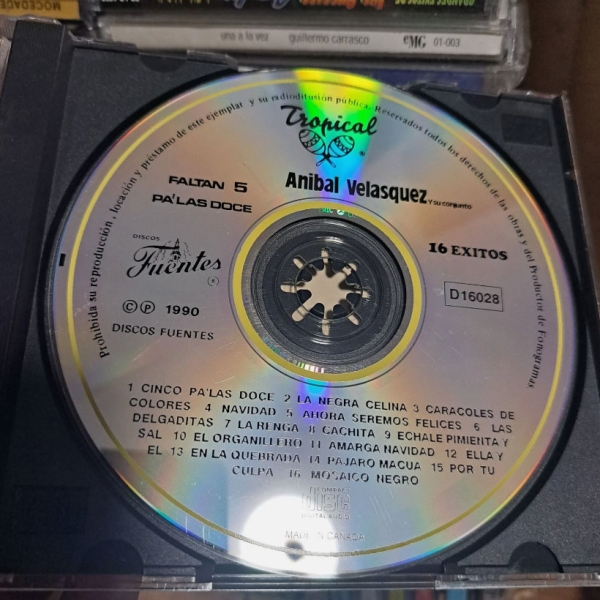 MOCEDADE
una a la vez guillermo carrasco EMG 01-003
Prohibida su reproducción, locación y préstamo de este ejemplar y su radiodifusión pública. Reservados todos los derechos de las obras y del Productor de Fonogramas
Tropical
®
FALTAN 5
PA'LAS DOCE
Anibal Velasquez y su conjunto
DISCOS
Fuentes
®
16 EXITOS
D16028
© ℗ 1990
DISCOS FUENTES
1 CINCO PA'LAS DOCE 2 LA NEGRA CELINA 3 CARACOLES DE
COLORES 4 NAVIDAD 5 AHORA SEREMOS FELICES 6 LAS
DELGADITAS 7 LA RENGA 8 CACHITA 9 ECHALE PIMIENTA Y
SAL 10 EL ORGANILLERO 11 AMARGA NAVIDAD 12 ELLA Y
EL 13 EN LA QUEBRADA 14 PAJARO MACUA 15 POR TU
CULPA 16 MOSAICO NEGRO
COMPACT
DISC
DIGITAL AUDIO
MADE IN CANADA